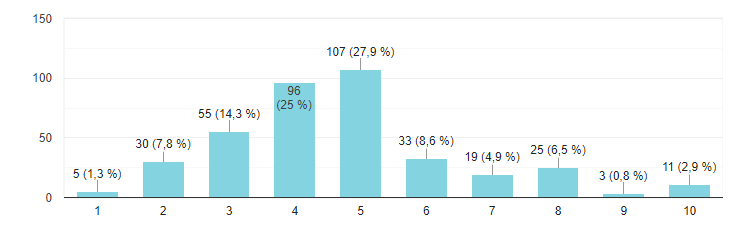 150
100
50
0
5 (1,3 %)
30 (7,8 %)
55 (14,3 %)
96
(25 %)
107 (27,9 %)
33 (8,6 %)
19 (4,9 %)
25 (6,5 %)
3 (0,8 %)
11 (2,9 %)
1 2 3 4 5 6 7 8 9 10